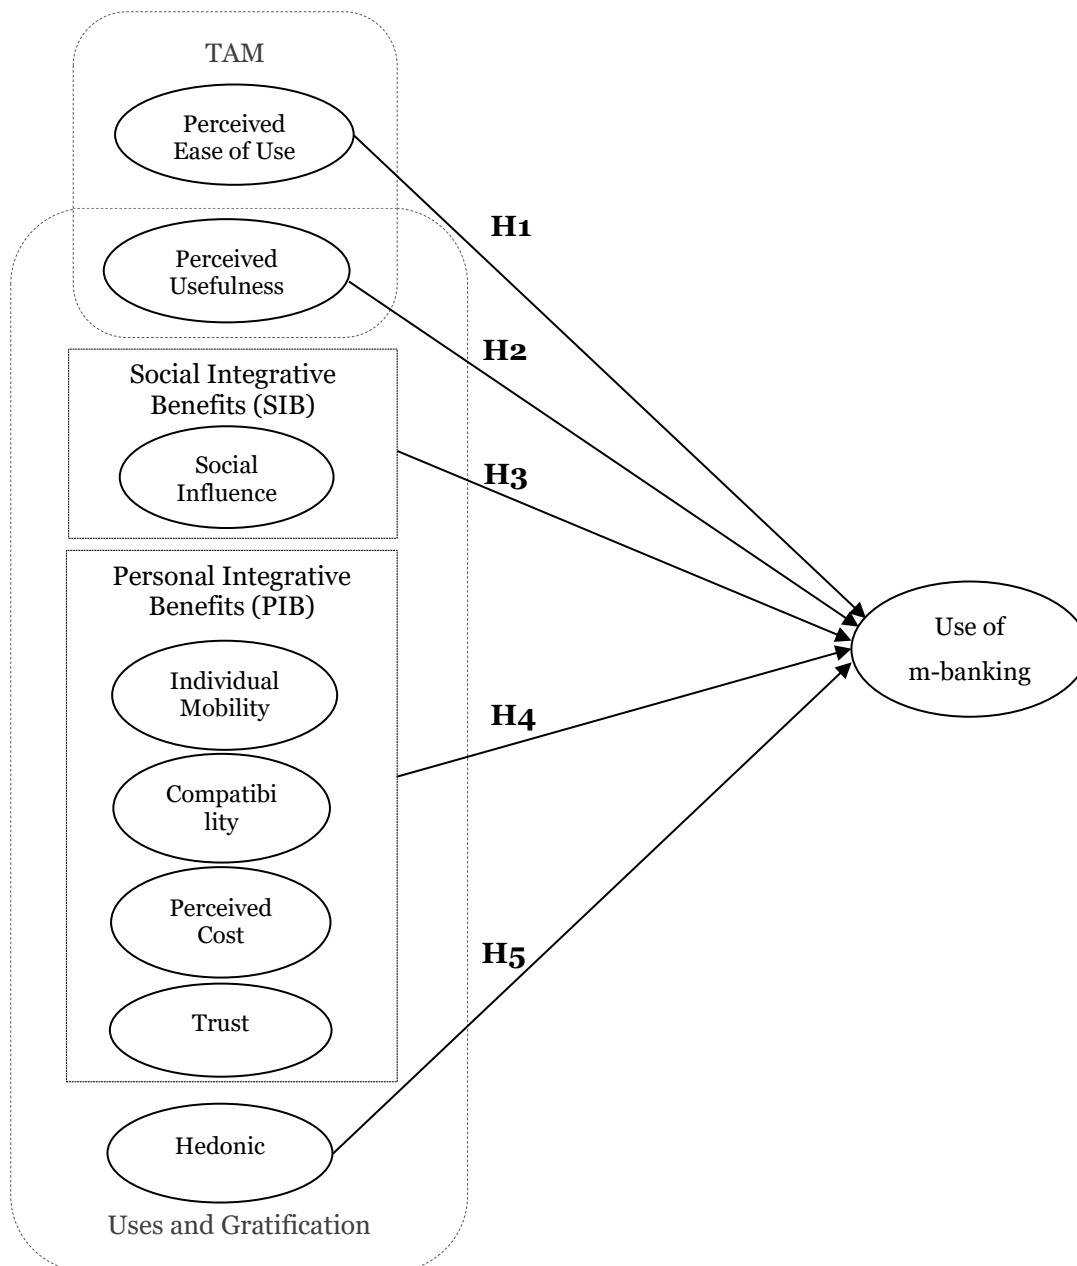 TAM
Perceived
Ease of Use
H1
Perceived
Usefulness
H2
Social Integrative
Benefits (SIB)
Social
Influence
H3
Personal Integrative
Benefits (PIB)
Individual
Mobility
H4
Compatibi
lity
Perceived
Cost
H5
Trust
Hedonic
Uses and Gratification
Use of
m-banking